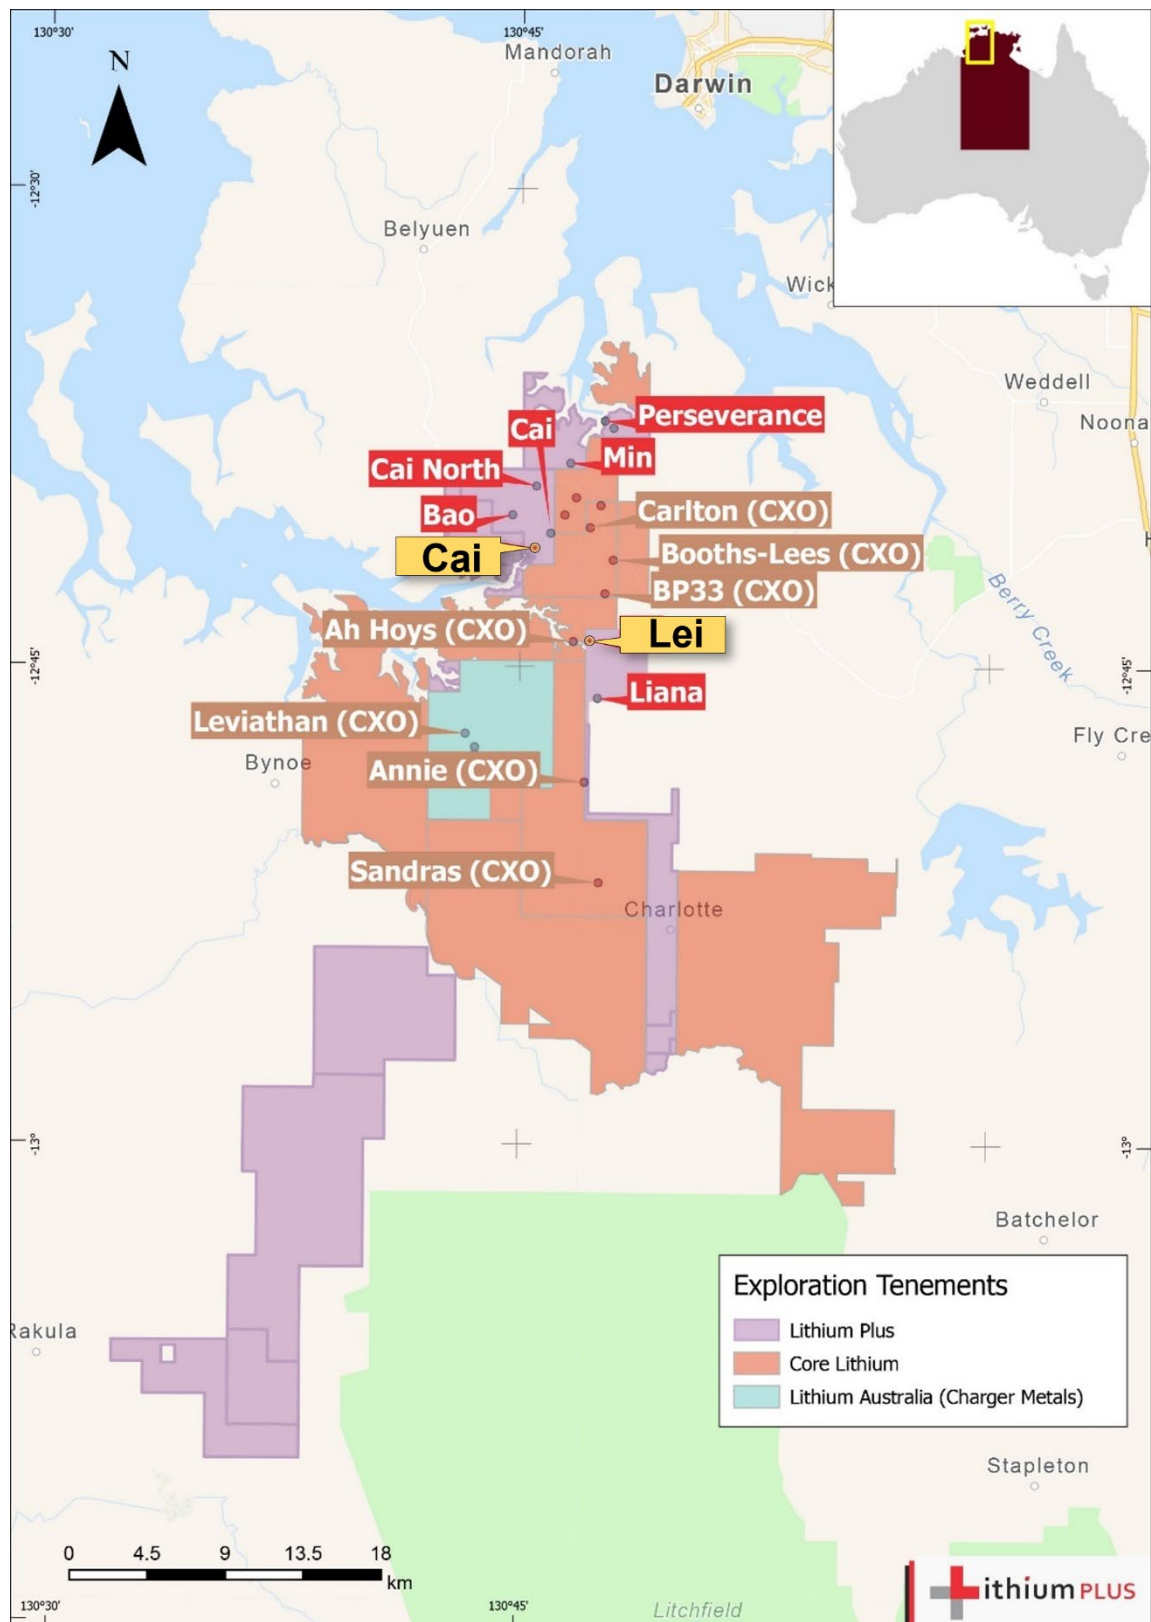 130°30'
130°45'
N
Mandorah
Darwin
-12°30'
Belyuen
Wick
Weddell
Noona
Perseverance
Cai
Min
Cai North
Bao
Carlton (CXO)
Cai
Booths-Lees (CXO)
BP33 (CXO)
Berry Creek
Ah Hoys (CXO)
Lei
-12°45'
-12°45'
Liana
Leviathan (CXO)
Fly Cre
Bynoe
Annie (CXO)
Sandras (CXO)
Charlotte
-13°
-13°
Batchelor
Exploration Tenements
Lithium Plus
Core Lithium
Lithium Australia (Charger Metals)
Rakula
Stapleton
0 4.5 9 13.5 18
km
ithium PLUS
130°30'
130°45'
Litchfield